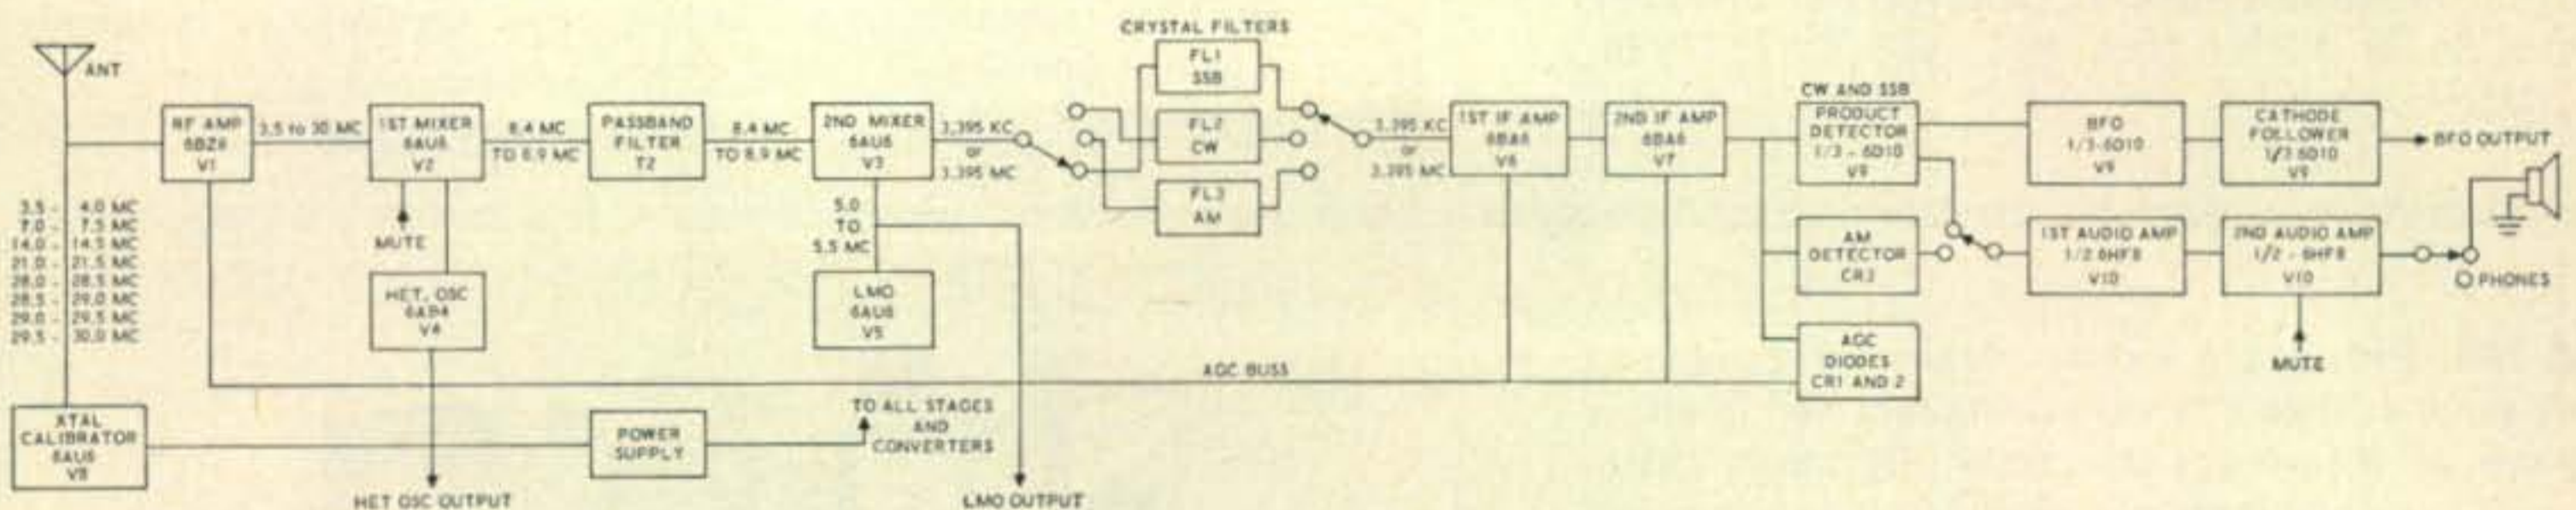 CRYSTAL FILTERS
ANT
FL1
SSB
FL2
CW
FL3
AM
RF AMP
6BZ6
V1
3.5 to 30 MC
1ST MIXER
6AU6
V2
8.4 MC
TO 8.9 MC
PASSBAND
FILTER
T2
8.4 MC
TO 8.9 MC
2ND MIXER
6AU6
V3
3,395 KC
or
3.395 MC
3,395 KC
or
3.395 MC
1ST IF AMP
6BA6
V6
2ND IF AMP
6BA6
V7
CW AND SSB
PRODUCT
DETECTOR
1/3 - 6D10
V9
BFO
1/3-6D10
V9
CATHODE
FOLLOWER
1/3 6D10
V9
BFO OUTPUT
3.5 - 4.0 MC
7.0 - 7.5 MC
14.0 - 14.5 MC
21.0 - 21.5 MC
28.0 - 28.5 MC
28.5 - 29.0 MC
29.0 - 29.5 MC
29.5 - 30.0 MC
MUTE
HET. OSC
6AB4
V4
5.0
TO
5.5 MC
LMO
6AU6
V5
AM
DETECTOR
1ST AUDIO AMP
1/2 6HF8
V10
2ND AUDIO AMP
1/2 - 6HF8
V10
PHONES
MUTE
AGC
DIODES
CR1 AND 2
AGC BUSS
XTAL
CALIBRATOR
6AU6
V8
POWER
SUPPLY
TO ALL STAGES
AND
CONVERTERS
HET OSC OUTPUT
LMO OUTPUT